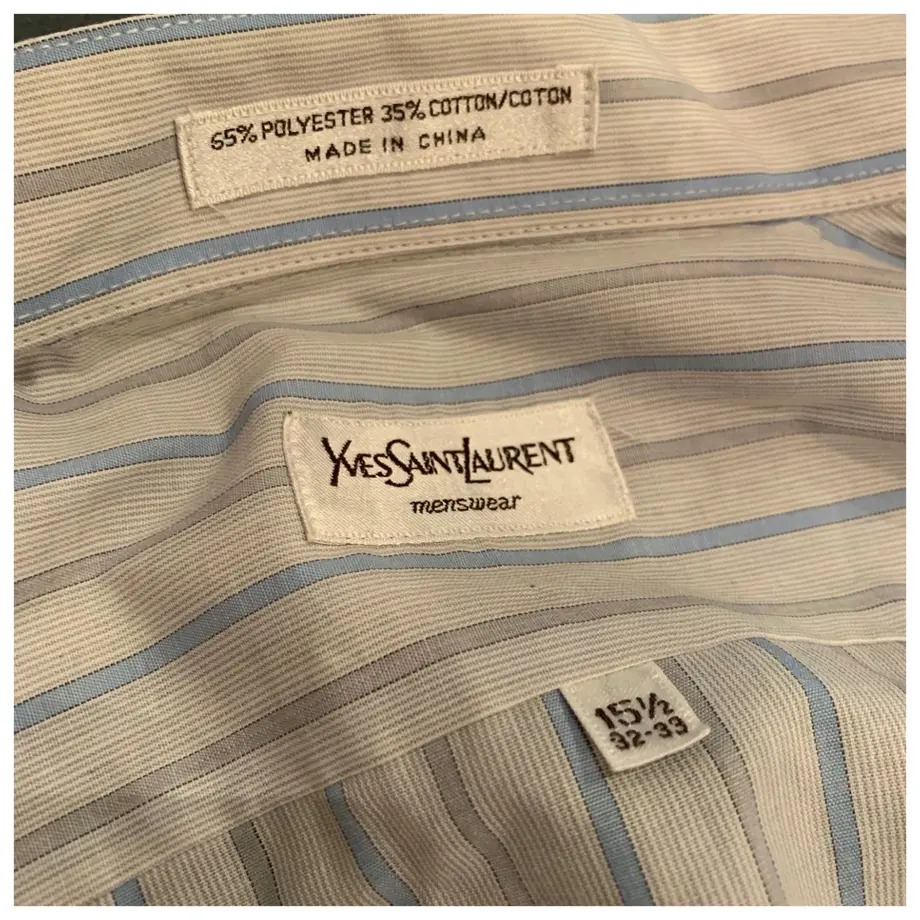 65% POLYESTER 35% COTTON/COTON
MADE IN CHINA
YVESSAINTLAURENT
menswear
15½
32-33